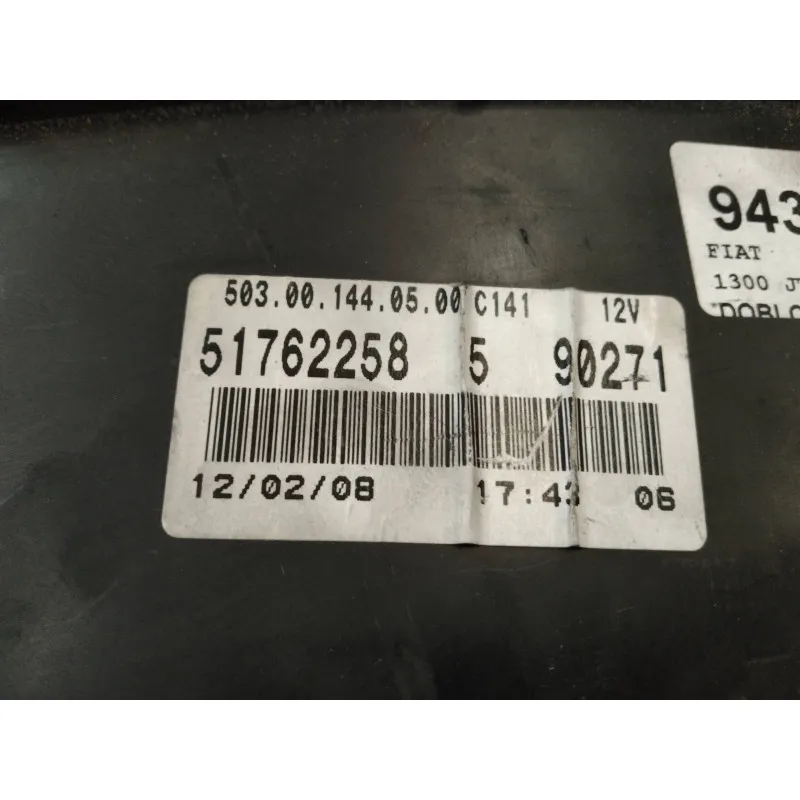 943
FIAT
1300 J
DOBLO
503.00.144.05.00 C141 12V
51762258 5 90271
12/02/08 17:43 06